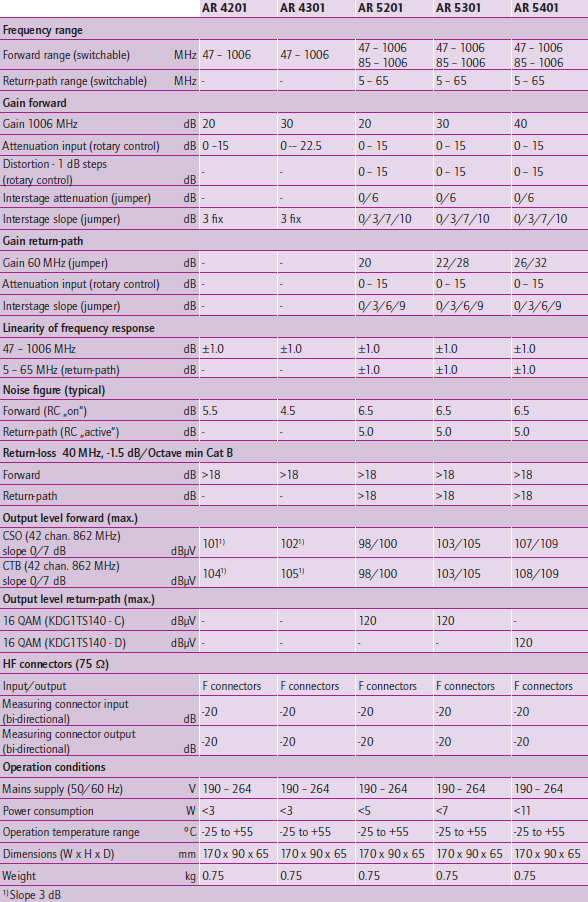 AR 4201 AR 4301 AR 5201 AR 5301 AR 5401
Frequency range
Forward range (switchable) MHz 47 – 1006 47 – 1006 47 – 1006 85 – 1006 47 – 1006 85 – 1006 47 – 1006 85 – 1006
Return-path range (switchable) MHz - - 5 – 65 5 – 65 5 – 65
Gain forward
Gain 1006 MHz dB 20 30 20 30 40
Attenuation input (rotary control) dB 0 –15 0 -– 22.5 0 – 15 0 – 15 0 – 15
Distortion - 1 dB steps
(rotary control) dB - - 0 – 15 0 – 15 0 – 15
Interstage attenuation (jumper) dB - - 0/6 0/6 0/6
Interstage slope (jumper) dB 3 fix 3 fix 0/3/7/10 0/3/7/10 0/3/7/10
Gain return-path
Gain 60 MHz (jumper) dB - - 20 22/28 26/32
Attenuation input (rotary control) dB - - 0 – 15 0 – 15 0 – 15
Interstage slope (jumper) dB - - 0/3/6/9 0/3/6/9 0/3/6/9
Linearity of frequency response
47 – 1006 MHz dB ±1.0 ±1.0 ±1.0 ±1.0 ±1.0
5 – 65 MHz (return-path) dB - - ±1.0 ±1.0 ±1.0
Noise figure (typical)
Forward (RC „on“) dB 5.5 4.5 6.5 6.5 6.5
Return-path (RC „active“) dB - - 5.0 5.0 5.0
Return-loss 40 MHz, -1.5 dB/Octave min Cat B
Forward dB >18 >18 >18 >18 >18
Return-path dB - - >18 >18 >18
Output level forward (max.)
CSO (42 chan. 862 MHz)
slope 0/7 dB dBµV 101¹⁾ 102¹⁾ 98/100 103/105 107/109
CTB (42 chan. 862 MHz)
slope 0/7 dB dBµV 104¹⁾ 105¹⁾ 98/100 103/105 108/109
Output level return-path (max.)
16 QAM (KDG1TS140 - C) dBµV - - 120 120 -
16 QAM (KDG1TS140 - D) dBµV - - - - 120
HF connectors (75 Ω)
Input/output F connectors F connectors F connectors F connectors F connectors
Measuring connector input
(bi-directional) dB -20 -20 -20 -20 -20
Measuring connector output
(bi-directional) dB -20 -20 -20 -20 -20
Operation conditions
Mains supply (50/60 Hz) V 190 – 264 190 – 264 190 – 264 190 – 264 190 – 264
Power consumption W <3 <3 <5 <7 <11
Operation temperature range °C -25 to +55 -25 to +55 -25 to +55 -25 to +55 -25 to +55
Dimensions (W x H x D) mm 170 x 90 x 65 170 x 90 x 65 170 x 90 x 65 170 x 90 x 65 170 x 90 x 65
Weight kg 0.75 0.75 0.75 0.75 0.75
¹⁾ Slope 3 dB